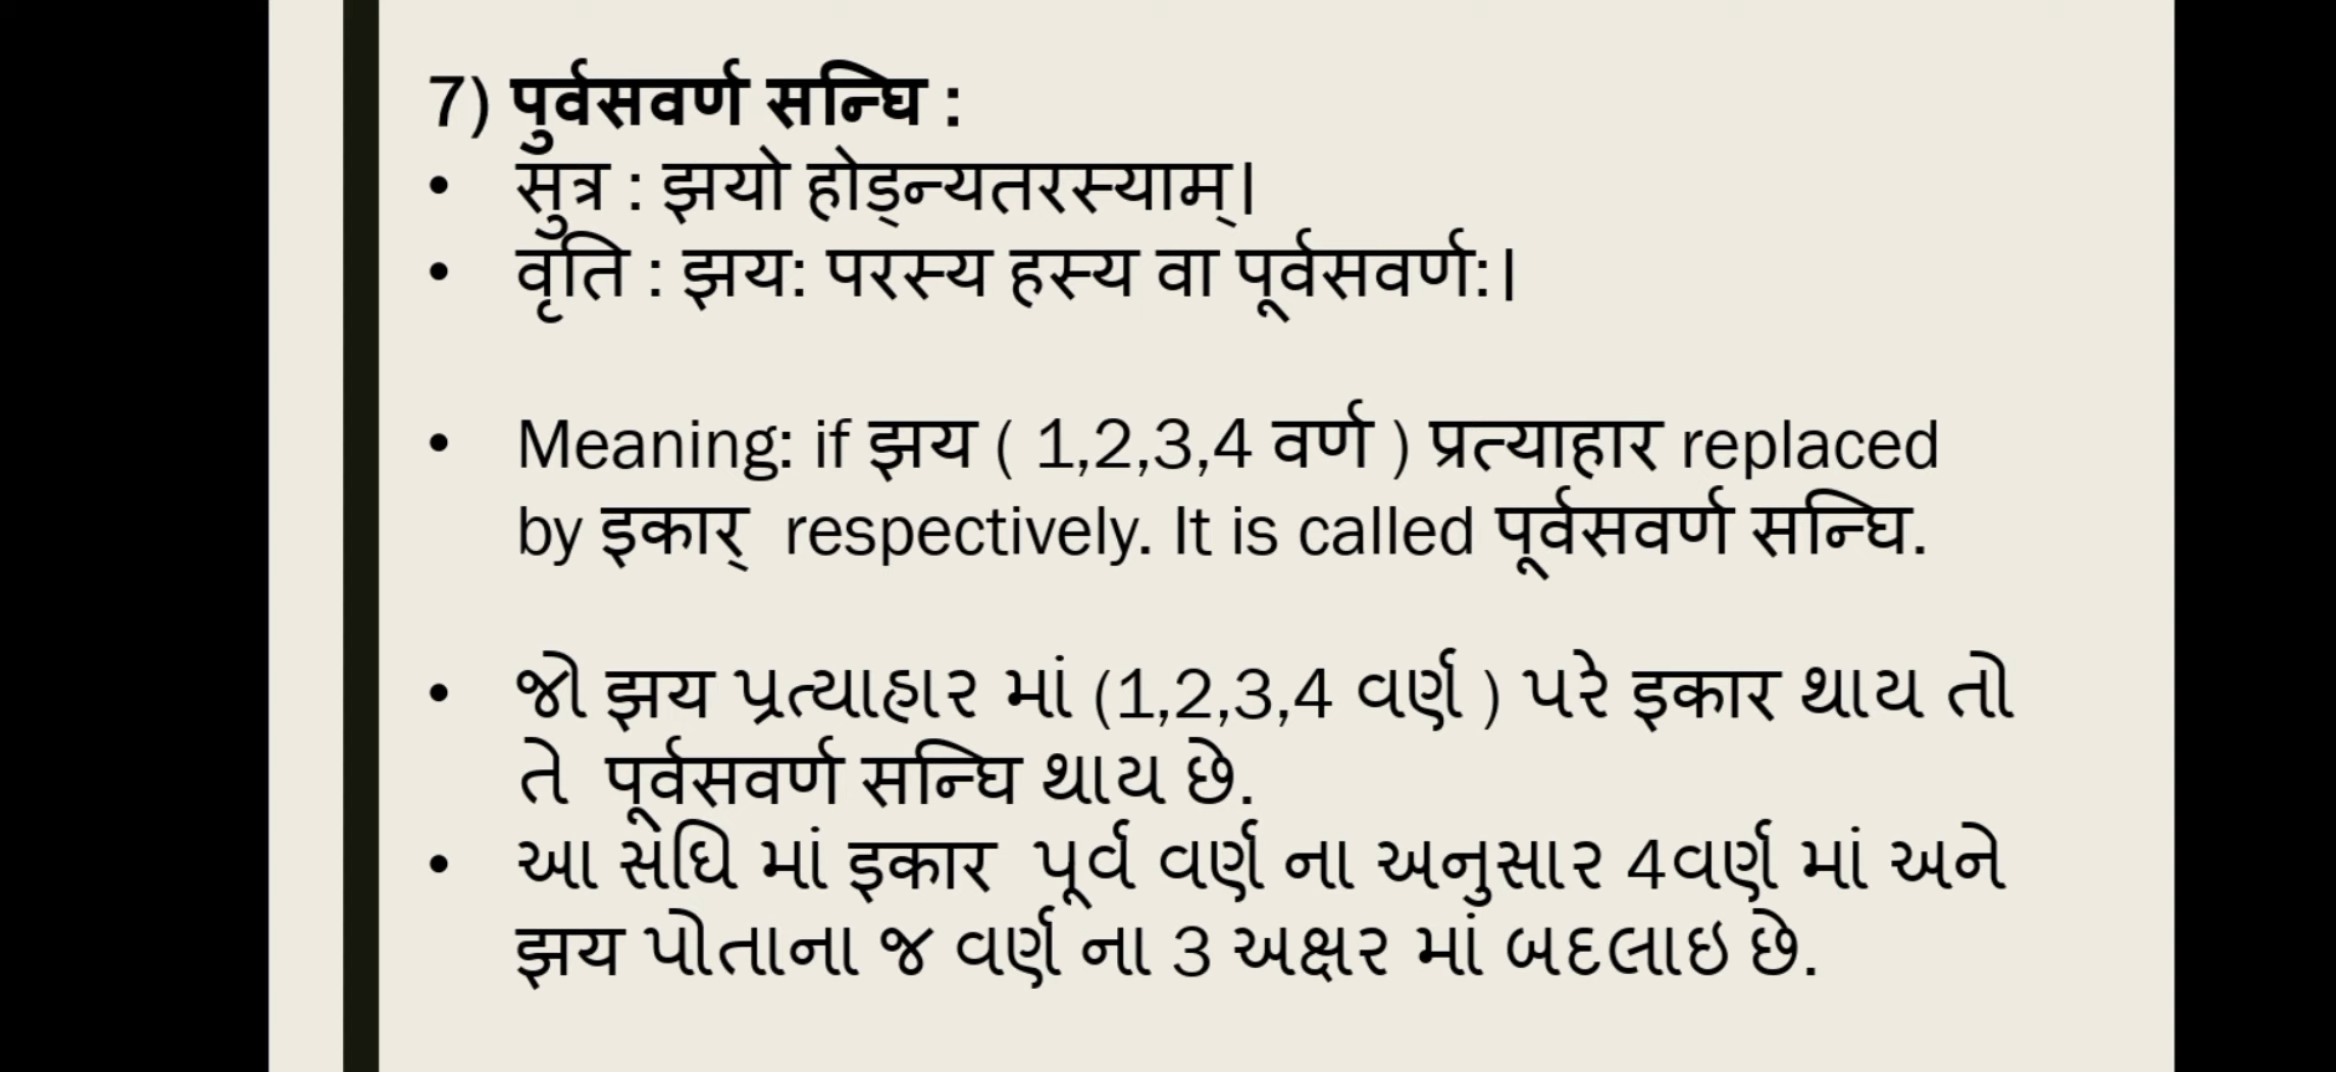 7) पुर्वसवर्ण सन्घि :
• सुत्र : झयो होड्न्यतरस्याम्।
• वृति : झय: परस्य हस्य वा पूर्वसवर्ण:।
• Meaning: if झय ( 1,2,3,4 वर्ण ) प्रत्याहार replaced
by इकार् respectively. It is called पूर्वसवर्ण सन्घि.
• જો झय પ્રત્યાહાર માં (1,2,3,4 વર્ણ ) પરે इकार થાય તો
તે पूर्वसवर्ण सन्घि થાય છે.
• આ સંધિ માં इकार પૂર્વ વર્ણ ના અનુસાર 4વર્ણ માં અને
झय પોતાના જ વર્ણ ના 3 અક્ષર માં બદલાઇ છે.